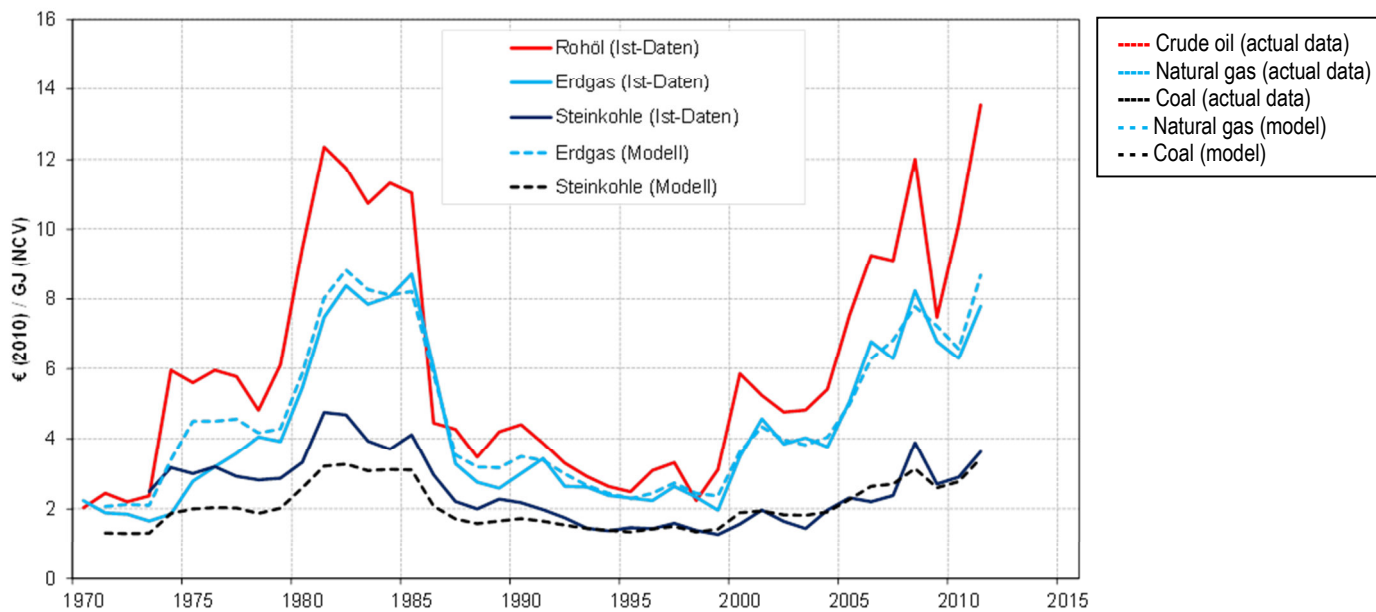 16
14
12
10
8
6
4
2
0
€ (2010) / GJ (NCV)
1970 1975 1980 1985 1990 1995 2000 2005 2010 2015
Rohöl (Ist-Daten)
Erdgas (Ist-Daten)
Steinkohle (Ist-Daten)
Erdgas (Modell)
Steinkohle (Modell)
Crude oil (actual data)
Natural gas (actual data)
Coal (actual data)
Natural gas (model)
Coal (model)